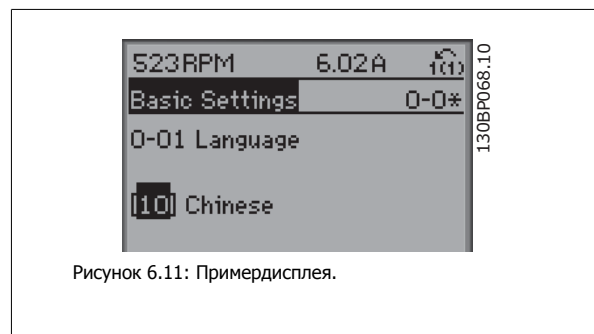 523RPM 6.02A 1(1)
Basic Settings 0-0*
0-01 Language
[10] Chinese
130BP068.10
Рисунок 6.11: Примердисплея.